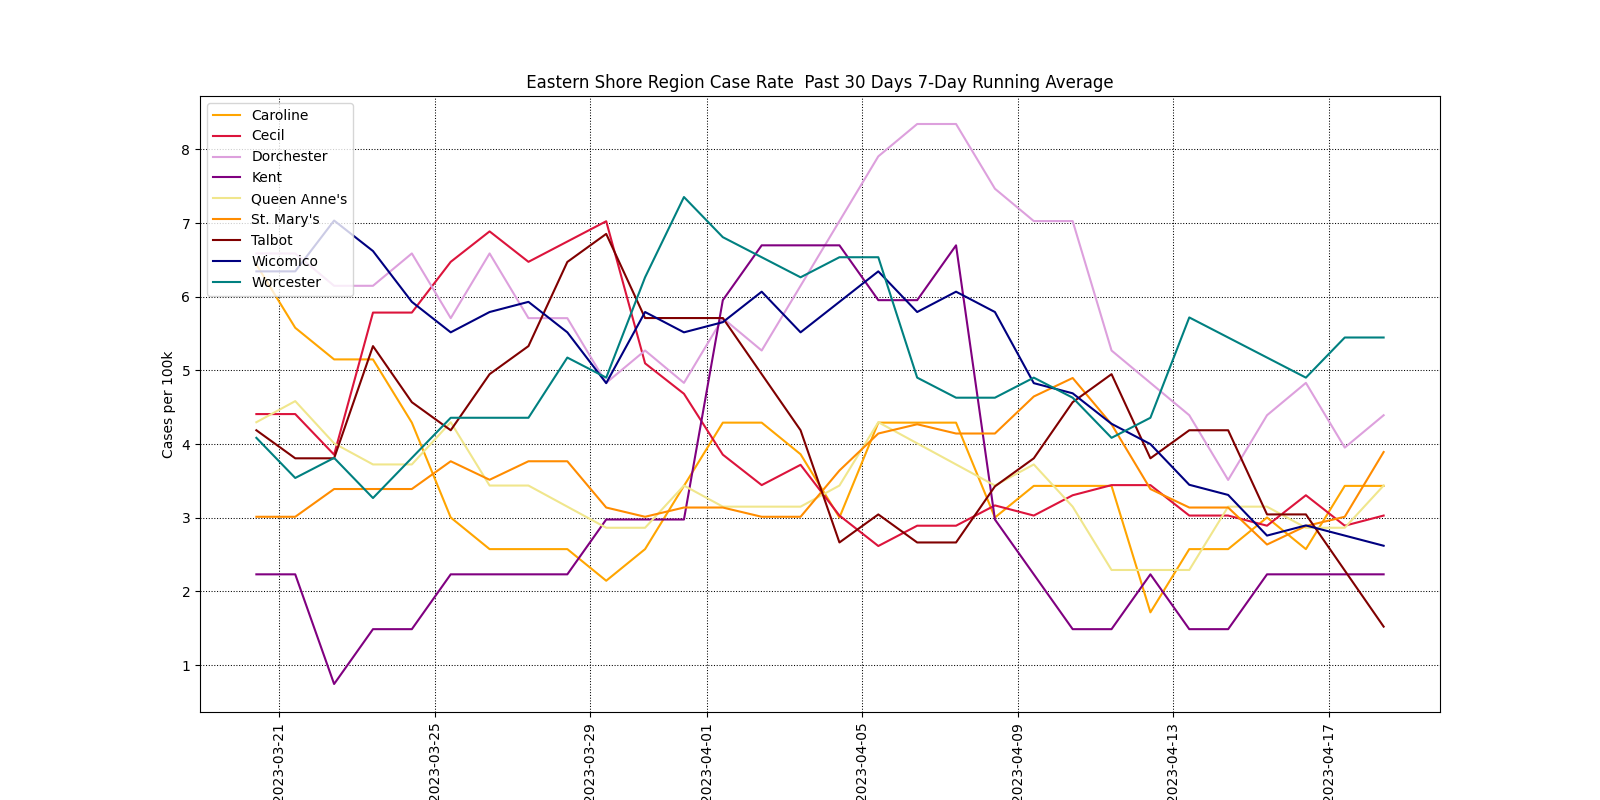 Eastern Shore Region Case Rate  Past 30 Days 7-Day Running Average
Caroline
Cecil
Dorchester
Kent
Queen Anne's
St. Mary's
Talbot
Wicomico
Worcester
Cases per 100k
8
7
6
5
4
3
2
1
2023-03-21
2023-03-25
2023-03-29
2023-04-01
2023-04-05
2023-04-09
2023-04-13
2023-04-17